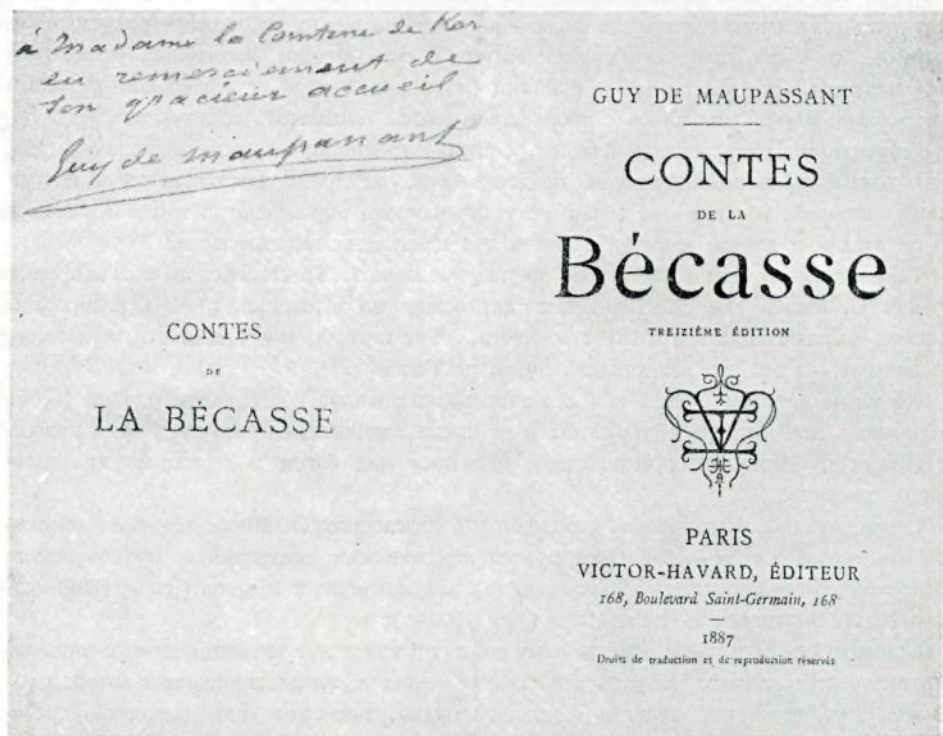 à Madame la Comtesse de Ker
en remerciement de
son gracieux accueil
Guy de Maupassant
CONTES
DE
LA BÉCASSE
GUY DE MAUPASSANT
CONTES
DE LA
Bécasse
TREIZIÈME ÉDITION
PARIS
VICTOR-HAVARD, ÉDITEUR
168, Boulevard Saint-Germain, 168
1887
Droits de traduction et de reproduction réservés